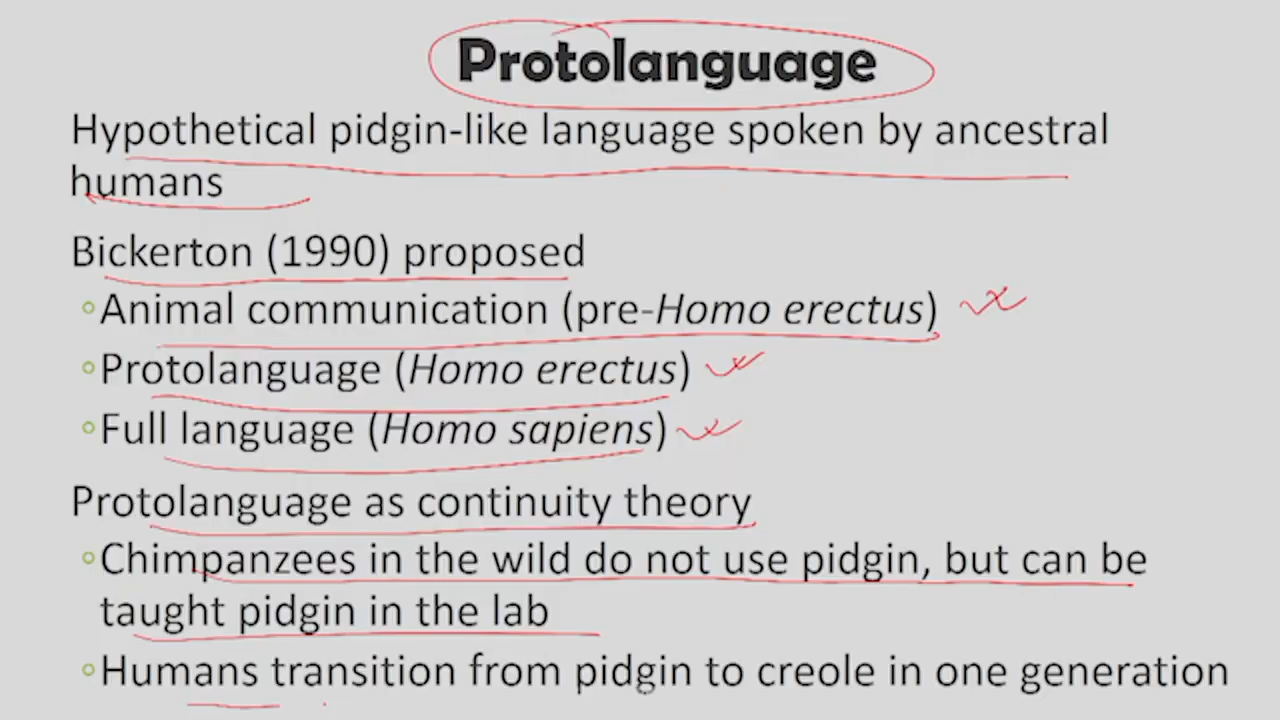 Protolanguage
Hypothetical pidgin-like language spoken by ancestral
humans
Bickerton (1990) proposed
◦Animal communication (pre-Homo erectus)
◦Protolanguage (Homo erectus)
◦Full language (Homo sapiens)
Protolanguage as continuity theory
◦Chimpanzees in the wild do not use pidgin, but can be
taught pidgin in the lab
◦Humans transition from pidgin to creole in one generation